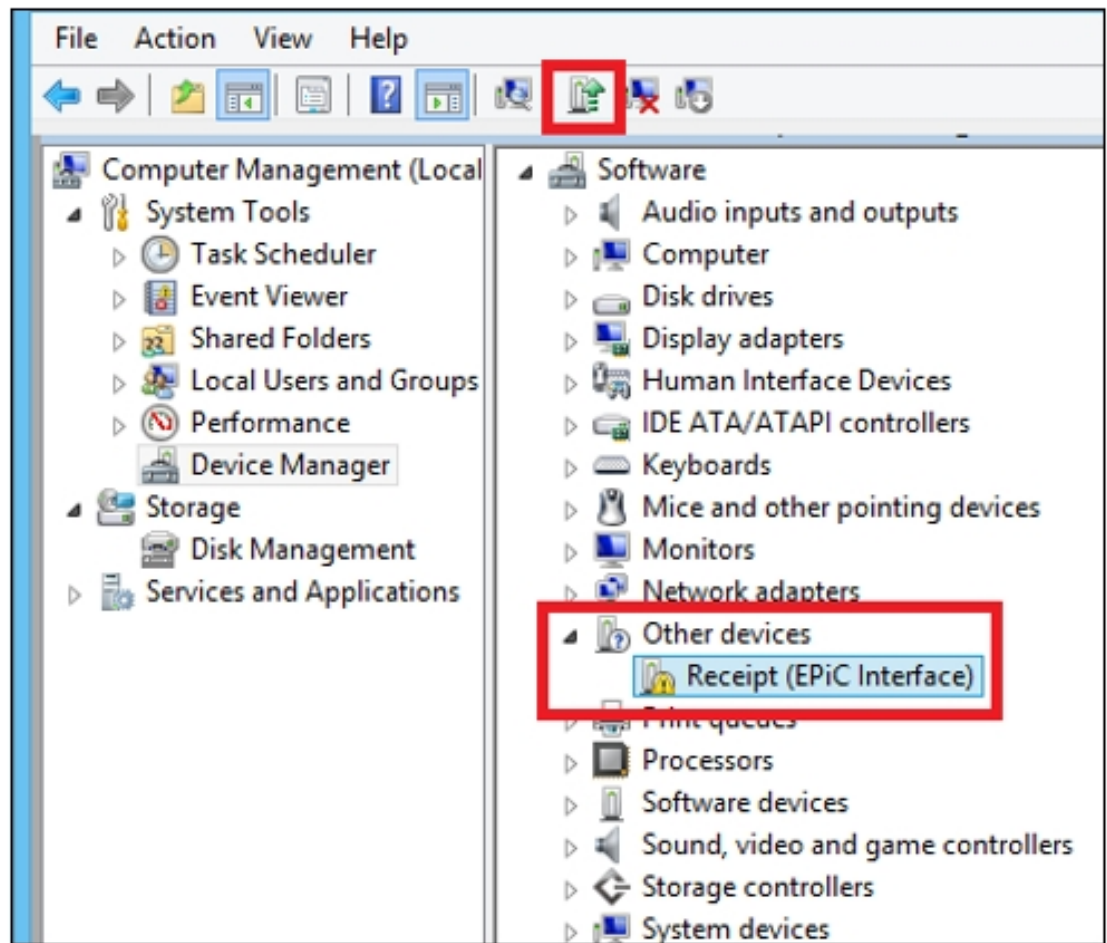 File Action View Help
Computer Management (Local
System Tools
Task Scheduler
Event Viewer
Shared Folders
Local Users and Groups
Performance
Device Manager
Storage
Disk Management
Services and Applications
Software
Audio inputs and outputs
Computer
Disk drives
Display adapters
Human Interface Devices
IDE ATA/ATAPI controllers
Keyboards
Mice and other pointing devices
Monitors
Network adapters
Other devices
Receipt (EPiC Interface)
Print queues
Processors
Software devices
Sound, video and game controllers
Storage controllers
System devices